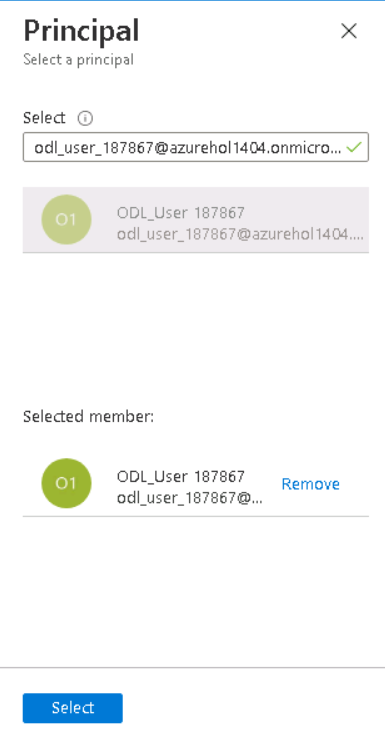 Principal
Select a principal
Select
odl_user_187867@azurehol1404.onmicro...
O1
ODL_User 187867
odl_user_187867@azurehol1404....
Selected member:
O1
ODL_User 187867
Remove
odl_user_187867@...
Select